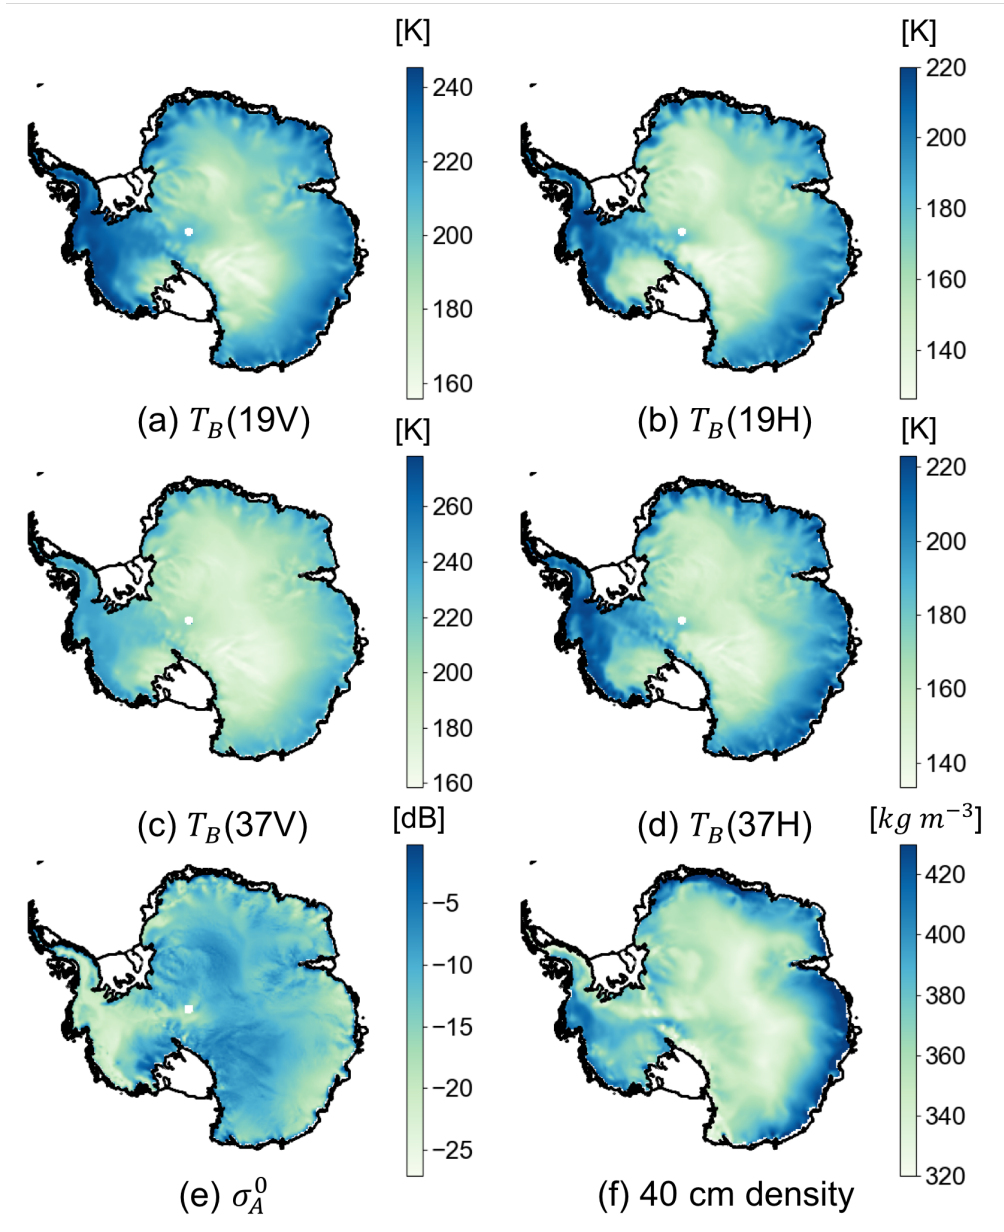 [K] [K]
240 220
220 200
200 180
180 160
160 140
(a) T_B(19V) (b) T_B(19H)
[K] [K]
260 220
240 200
220 180
200 160
180 140
160
(c) T_B(37V) (d) T_B(37H)
[dB] [kg m⁻³]
−5 420
−10 400
−15 380
−20 360
−25 340
320
(e) σ_A^0 (f) 40 cm density